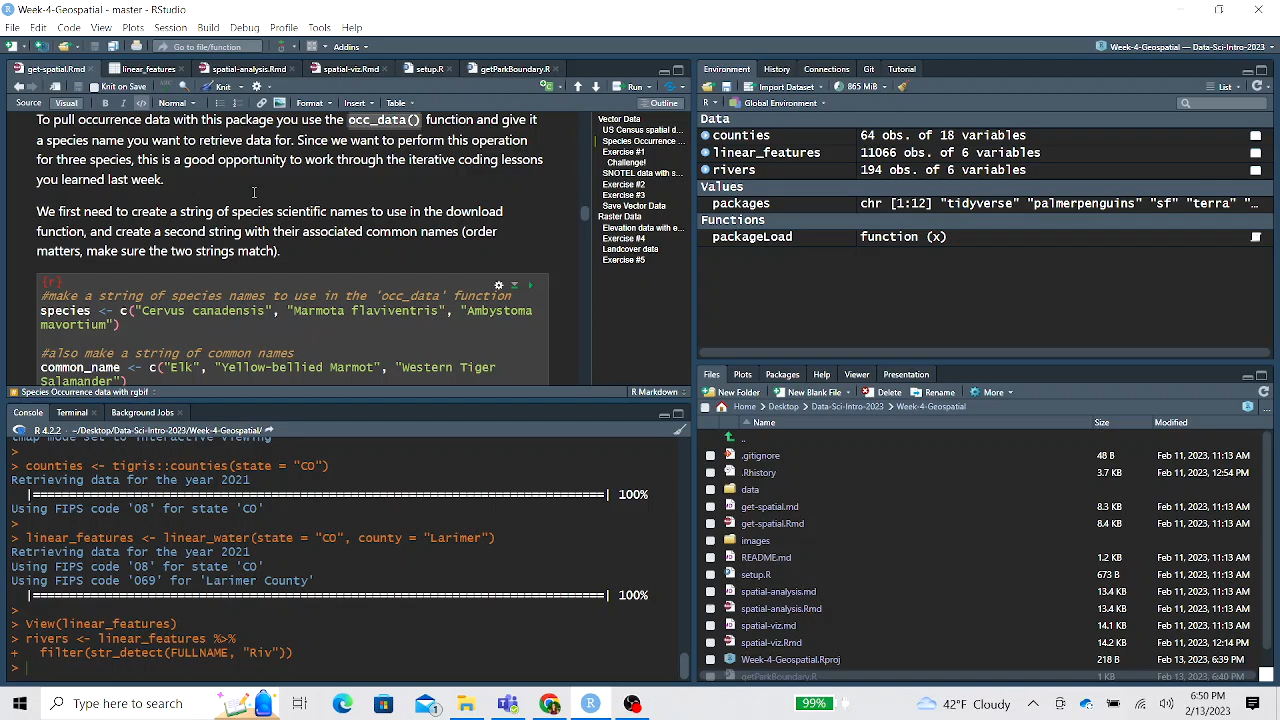 Week-4-Geospatial - master - RStudio
File Edit Code View Plots Session Build Debug Profile Tools Help
Go to file/function Addins Week-4-Geospatial — Data-Sci-Intro-2023
get-spatial.Rmd linear_features spatial-analysis.Rmd spatial-viz.Rmd setup.R getParkBoundary.R
Knit on Save Knit Run
Source Visual B I </> Normal Format Insert Table Outline
To pull occurrence data with this package you use the occ_data() function and give it
a species name you want to retrieve data for. Since we want to perform this operation
for three species, this is a good opportunity to work through the iterative coding lessons
you learned last week.
We first need to create a string of species scientific names to use in the download
function, and create a second string with their associated common names (order
matters, make sure the two strings match).
{r}
#make a string of species names to use in the 'occ_data' function
species <- c("Cervus canadensis", "Marmota flaviventris", "Ambystoma
mavortium")
#also make a string of common names
common_name <- c("Elk", "Yellow-bellied Marmot", "Western Tiger
Salamander")
Vector Data
US Census spatial d...
Species Occurrence ...
Exercise #1
Challenge!
SNOTEL data with s...
Exercise #2
Exercise #3
Save Vector Data
Raster Data
Elevation data with e...
Exercise #4
Landcover data
Exercise #5
Species Occurrence data with rgbif R Markdown
Console Terminal Background Jobs
R 4.2.2 · ~/Desktop/Data-Sci-Intro-2023/Week-4-Geospatial/
tmap mode set to interactive viewing
>
> counties <- tigris::counties(state = "CO")
Retrieving data for the year 2021
|======================================================================| 100%
Using FIPS code '08' for state 'CO'
>
> linear_features <- linear_water(state = "CO", county = "Larimer")
Retrieving data for the year 2021
Using FIPS code '08' for state 'CO'
Using FIPS code '069' for 'Larimer County'
|======================================================================| 100%
>
> View(linear_features)
> rivers <- linear_features %>%
+ filter(str_detect(FULLNAME, "Riv"))
>
Environment History Connections Git Tutorial
Import Dataset 865 MiB List
R Global Environment
Data
counties 64 obs. of 18 variables
linear_features 11066 obs. of 6 variables
rivers 194 obs. of 6 variables
Values
packages chr [1:12] "tidyverse" "palmerpenguins" "sf" "terra" "...
Functions
packageLoad function (x)
Files Plots Packages Help Viewer Presentation
New Folder New Blank File Delete Rename More
Home Desktop Data-Sci-Intro-2023 Week-4-Geospatial ...
Name Size Modified
..
.gitignore 48 B Feb 11, 2023, 11:13 AM
.Rhistory 3.7 KB Feb 11, 2023, 12:54 PM
data
get-spatial.md 8.3 KB Feb 11, 2023, 11:13 AM
get-spatial.Rmd 8.4 KB Feb 11, 2023, 11:13 AM
images
README.md 1.2 KB Feb 11, 2023, 11:13 AM
setup.R 673 B Feb 11, 2023, 11:13 AM
spatial-analysis.md 13.4 KB Feb 11, 2023, 11:13 AM
spatial-analysis.Rmd 13.4 KB Feb 11, 2023, 11:13 AM
spatial-viz.md 14.1 KB Feb 11, 2023, 11:13 AM
spatial-viz.Rmd 14.2 KB Feb 11, 2023, 12:14 PM
Week-4-Geospatial.Rproj 218 B Feb 13, 2023, 6:39 PM
getParkBoundary.R Feb 13, 2023, 6:40 PM
Type here to search 99% 42°F Cloudy 6:50 PM
2/13/2023